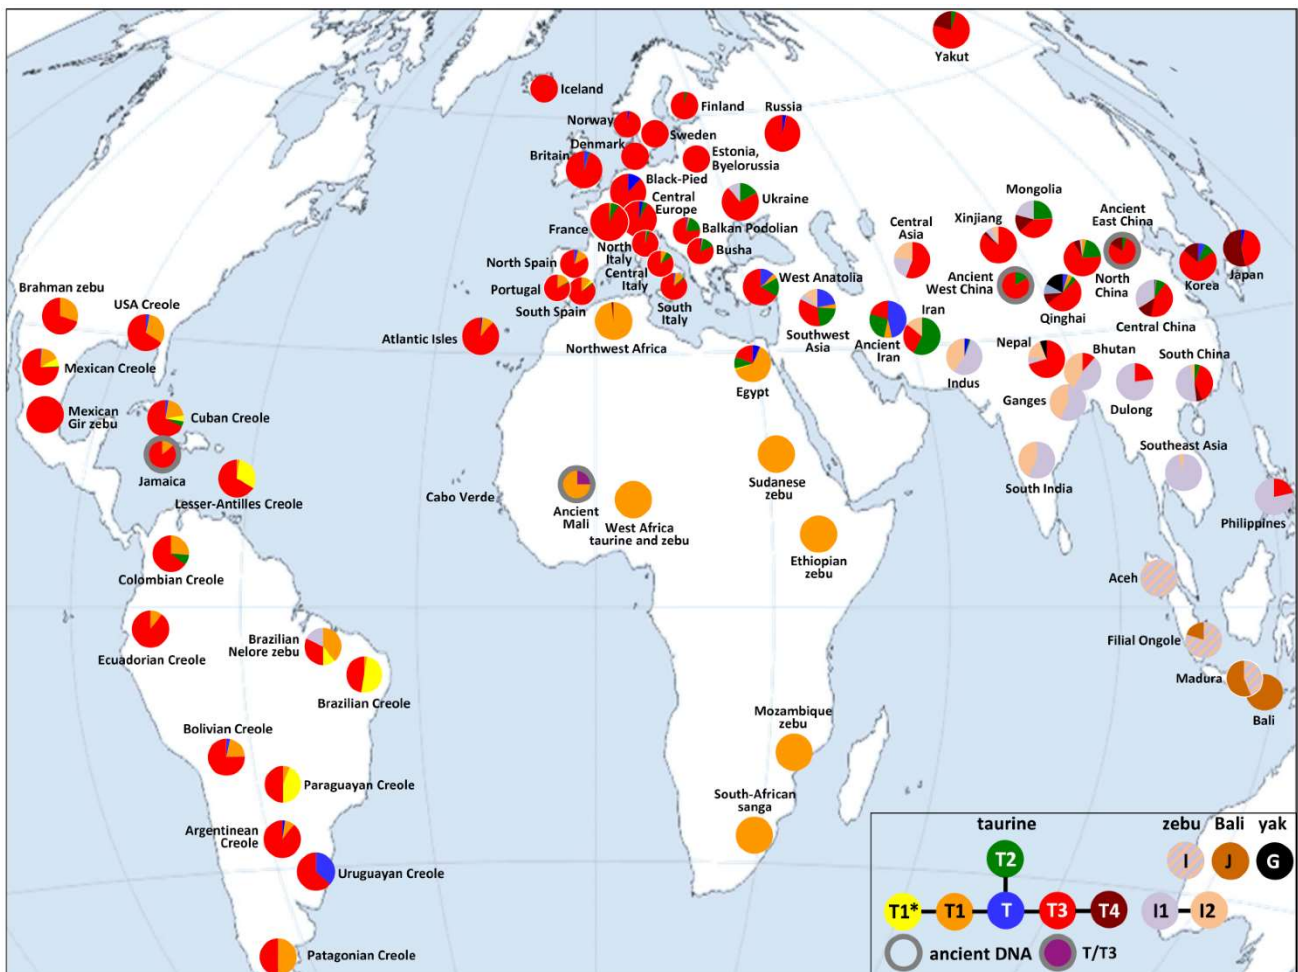 Yakut
Iceland
Finland
Norway
Sweden
Russia
Denmark
Britain
Estonia,
Byelorussia
Black-Pied
Central
Europe
Ukraine
France
Balkan Podolian
North
Italy
Busha
North Spain
Central
Italy
Portugal
South Spain
South
Italy
West Anatolia
Atlantic Isles
Northwest Africa
Southwest
Asia
Ancient
Iran
Iran
Egypt
Central
Asia
Xinjiang
Mongolia
Ancient
East China
Ancient
West China
North
China
Qinghai
Korea
Japan
Central China
Nepal
Bhutan
South China
Indus
Ganges
Dulong
South India
Southeast Asia
Philippines
Aceh
Filial Ongole
Madura
Bali
Brahman zebu
USA Creole
Mexican Creole
Mexican
Gir zebu
Cuban Creole
Jamaica
Lesser-Antilles Creole
Colombian Creole
Ecuadorian Creole
Brazilian
Nelore zebu
Brazilian Creole
Bolivian Creole
Paraguayan Creole
Argentinean
Creole
Uruguayan Creole
Patagonian Creole
Cabo Verde
Ancient
Mali
West Africa
taurine and zebu
Sudanese
zebu
Ethiopian
zebu
Mozambique
zebu
South-African
sanga
taurine zebu Bali yak
T2 I J G
T1* T1 T T3 T4 I1 I2
ancient DNA T/T3